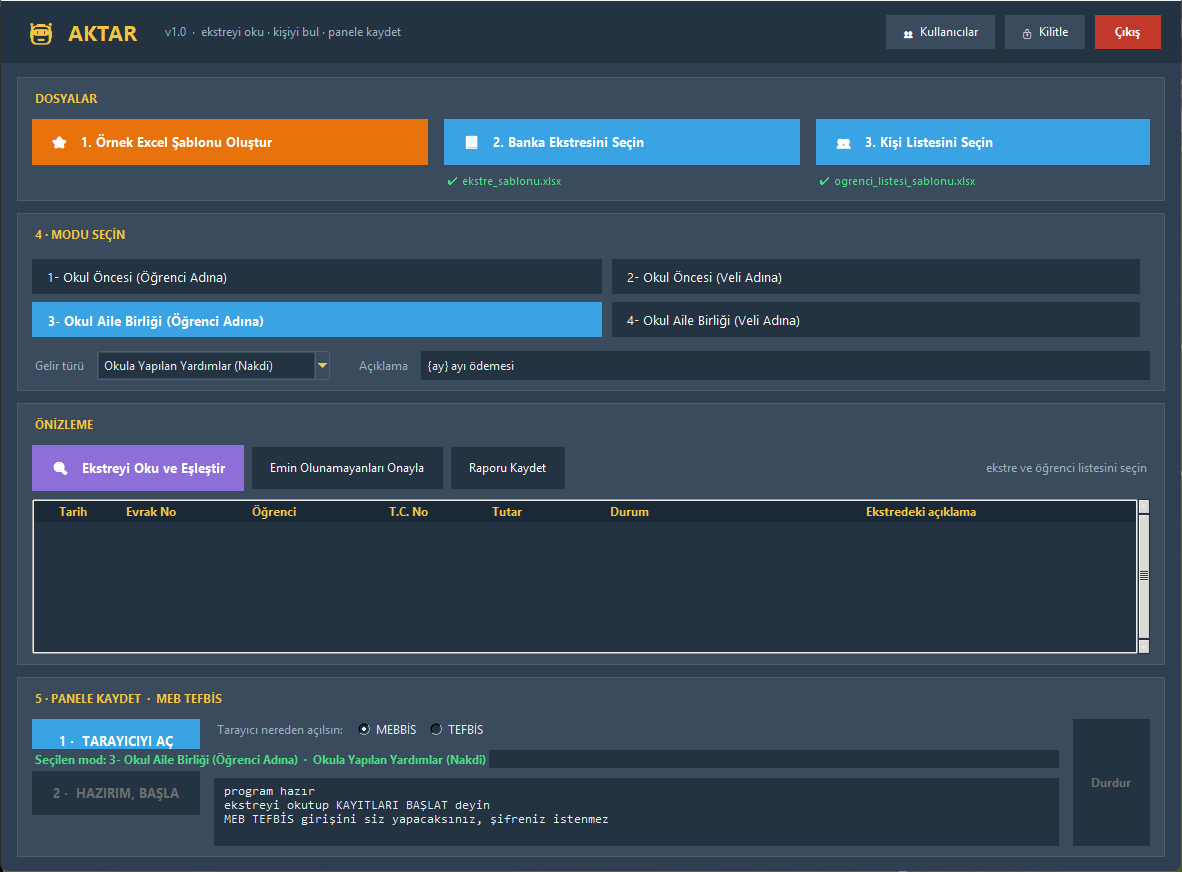 AKTAR v1.0 · ekstreyi oku · kişiyi bul · panele kaydet Kullanıcılar Kilitle Çıkış
DOSYALAR
1. Örnek Excel Şablonu Oluştur 2. Banka Ekstresini Seçin 3. Kişi Listesini Seçin
✔ ekstre_sablonu.xlsx ✔ ogrenci_listesi_sablonu.xlsx
4 · MODU SEÇİN
1- Okul Öncesi (Öğrenci Adına) 2- Okul Öncesi (Veli Adına)
3- Okul Aile Birliği (Öğrenci Adına) 4- Okul Aile Birliği (Veli Adına)
Gelir türü Okula Yapılan Yardımlar (Nakdi) Açıklama {ay} ayı ödemesi
ÖNİZLEME
Ekstreyi Oku ve Eşleştir Emin Olunamayanları Onayla Raporu Kaydet ekstre ve öğrenci listesini seçin
Tarih Evrak No Öğrenci T.C. No Tutar Durum Ekstredeki açıklama
5 · PANELE KAYDET · MEB TEFBİS
1 · TARAYICIYI AÇ Tarayıcı nereden açılsın: MEBBİS TEFBİS
Seçilen mod: 3- Okul Aile Birliği (Öğrenci Adına) · Okula Yapılan Yardımlar (Nakdi)
2 · HAZIRIM, BAŞLA Durdur
program hazır
ekstreyi okutup KAYITLARI BAŞLAT deyin
MEB TEFBİS girişini siz yapacaksınız, şifreniz istenmez